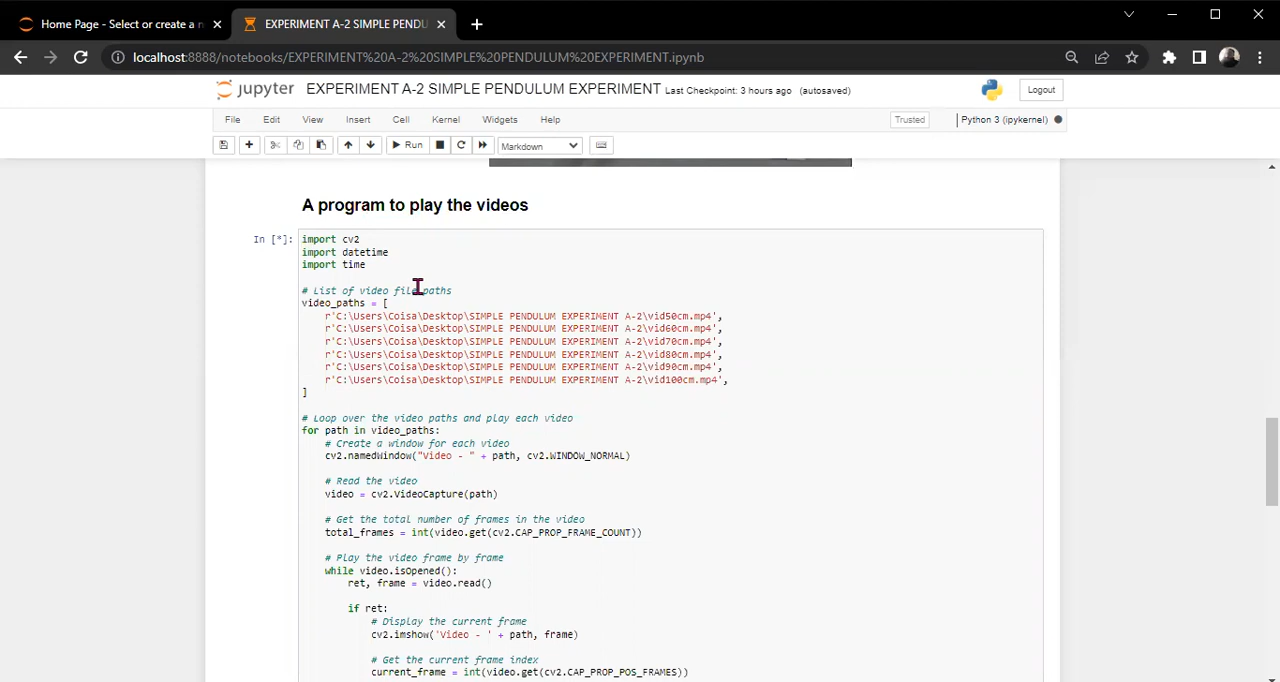 Home Page - Select or create a n
EXPERIMENT A-2 SIMPLE PENDU
localhost:8888/notebooks/EXPERIMENT%20A-2%20SIMPLE%20PENDULUM%20EXPERIMENT.ipynb
jupyter EXPERIMENT A-2 SIMPLE PENDULUM EXPERIMENT Last Checkpoint: 3 hours ago (autosaved) Logout
File Edit View Insert Cell Kernel Widgets Help Trusted Python 3 (ipykernel)
Run Markdown
A program to play the videos
In [*]: import cv2
import datetime
import time
# List of video file paths
video_paths = [
r'C:\Users\Coisa\Desktop\SIMPLE PENDULUM EXPERIMENT A-2\vid50cm.mp4',
r'C:\Users\Coisa\Desktop\SIMPLE PENDULUM EXPERIMENT A-2\vid60cm.mp4',
r'C:\Users\Coisa\Desktop\SIMPLE PENDULUM EXPERIMENT A-2\vid70cm.mp4',
r'C:\Users\Coisa\Desktop\SIMPLE PENDULUM EXPERIMENT A-2\vid80cm.mp4',
r'C:\Users\Coisa\Desktop\SIMPLE PENDULUM EXPERIMENT A-2\vid90cm.mp4',
r'C:\Users\Coisa\Desktop\SIMPLE PENDULUM EXPERIMENT A-2\vid100cm.mp4',
]
# Loop over the video paths and play each video
for path in video_paths:
# Create a window for each video
cv2.namedWindow("Video - " + path, cv2.WINDOW_NORMAL)
# Read the video
video = cv2.VideoCapture(path)
# Get the total number of frames in the video
total_frames = int(video.get(cv2.CAP_PROP_FRAME_COUNT))
# Play the video frame by frame
while video.isOpened():
ret, frame = video.read()
if ret:
# Display the current frame
cv2.imshow('Video - ' + path, frame)
# Get the current frame index
current_frame = int(video.get(cv2.CAP_PROP_POS_FRAMES))